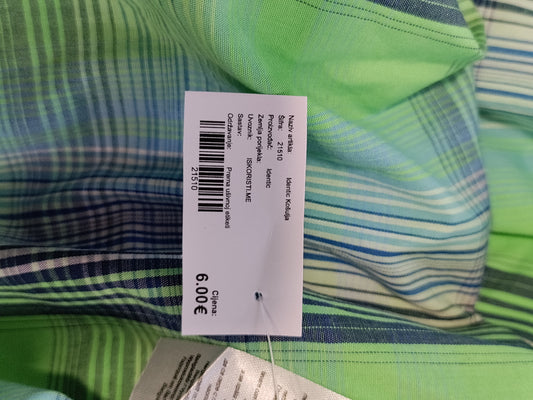 Naziv artikla: Identic Košulja
Šifra: 21510
Proizvođač: Identic
Zemlja porijekla:
Uvoznik: ISKORISTI.ME
Sastav:
Održavanje: Prema ušivnoj etiketi
21510
Cijena:
6.00€